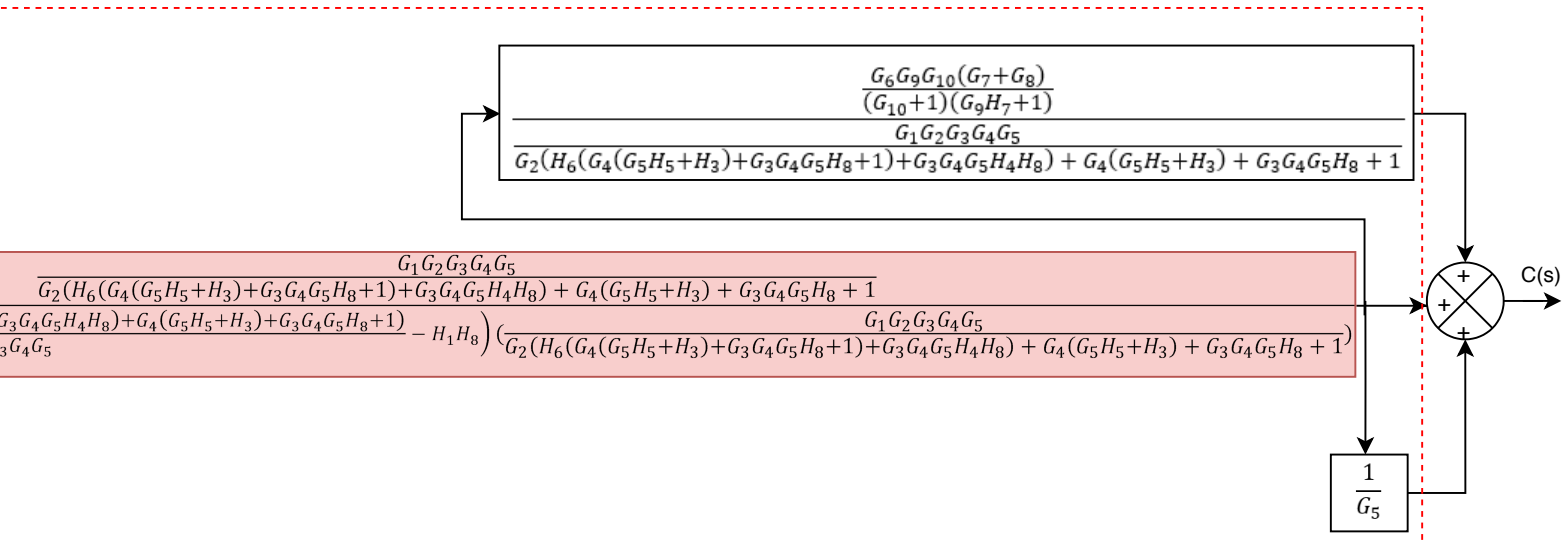 G₆G₉G₁₀(G₇+G₈)
(G₁₀+1)(G₉H₇+1)
G₁G₂G₃G₄G₅
G₂(H₆(G₄(G₅H₅+H₃)+G₃G₄G₅H₈+1)+G₃G₄G₅H₄H₈) + G₄(G₅H₅+H₃) + G₃G₄G₅H₈ + 1
G₁G₂G₃G₄G₅
G₂(H₆(G₄(G₅H₅+H₃)+G₃G₄G₅H₈+1)+G₃G₄G₅H₄H₈) + G₄(G₅H₅+H₃) + G₃G₄G₅H₈ + 1
G₃G₄G₅H₄H₈)+G₄(G₅H₅+H₃)+G₃G₄G₅H₈+1)
₃G₄G₅
− H₁H₈)
(
G₁G₂G₃G₄G₅
G₂(H₆(G₄(G₅H₅+H₃)+G₃G₄G₅H₈+1)+G₃G₄G₅H₄H₈) + G₄(G₅H₅+H₃) + G₃G₄G₅H₈ + 1
)
+
+
+
C(s)
1
G₅